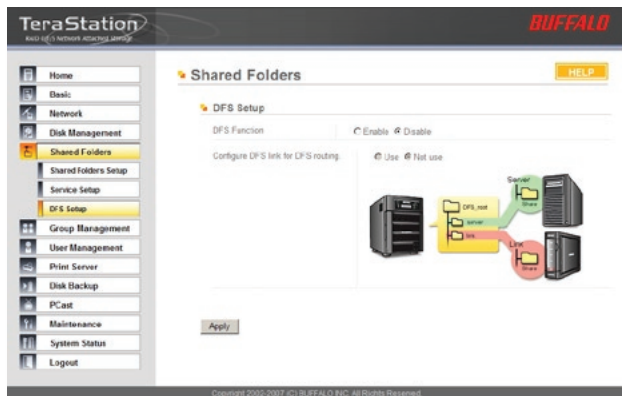 TeraStation
BUFFALO
Home
Basic
Network
Disk Management
Shared Folders
Shared Folders Setup
Service Setup
DFS Setup
Group Management
User Management
Print Server
Disk Backup
PCast
Maintenance
System Status
Logout
Shared Folders
HELP
DFS Setup
DFS Function
Enable Disable
Configure DFS link for DFS routing
Use Not use
Server
Share
DFS_root
server
link
Link
Share
Apply
Copyright 2002-2007 (C) BUFFALO INC. All Rights Reserved